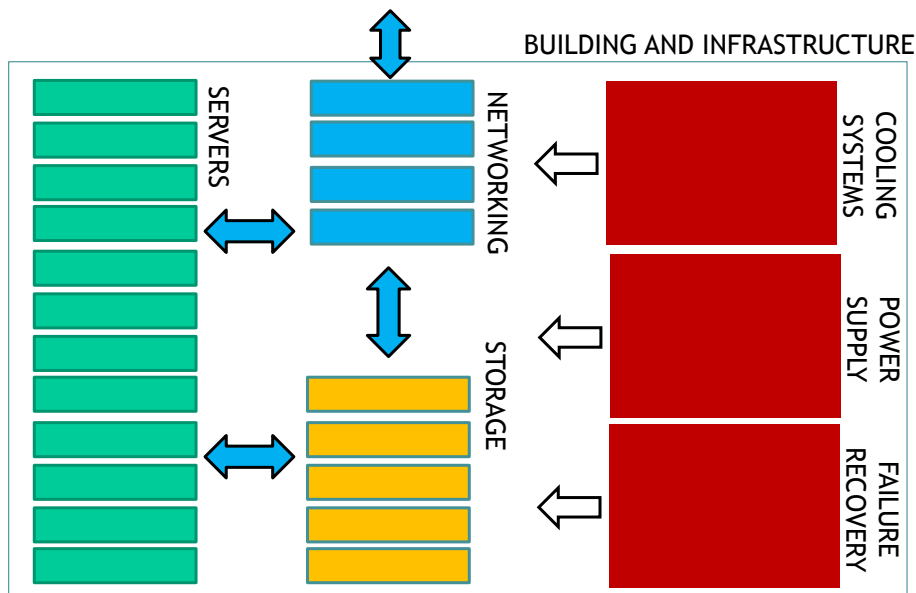 BUILDING AND INFRASTRUCTURE
SERVERS
NETWORKING
STORAGE
COOLING
SYSTEMS
POWER
SUPPLY
FAILURE
RECOVERY